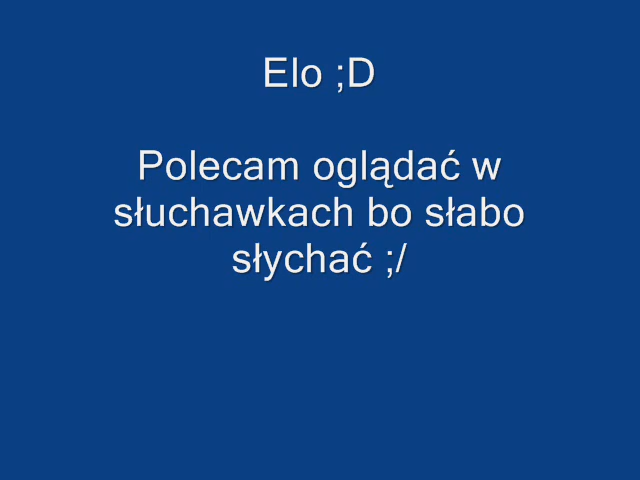 Elo ;D
Polecam oglądać w
słuchawkach bo słabo
słychać ;/